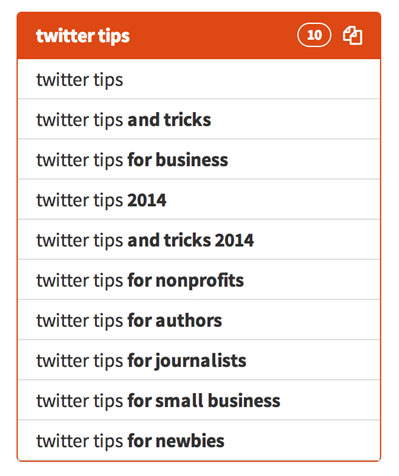 twitter tips 10
twitter tips
twitter tips and tricks
twitter tips for business
twitter tips 2014
twitter tips and tricks 2014
twitter tips for nonprofits
twitter tips for authors
twitter tips for journalists
twitter tips for small business
twitter tips for newbies